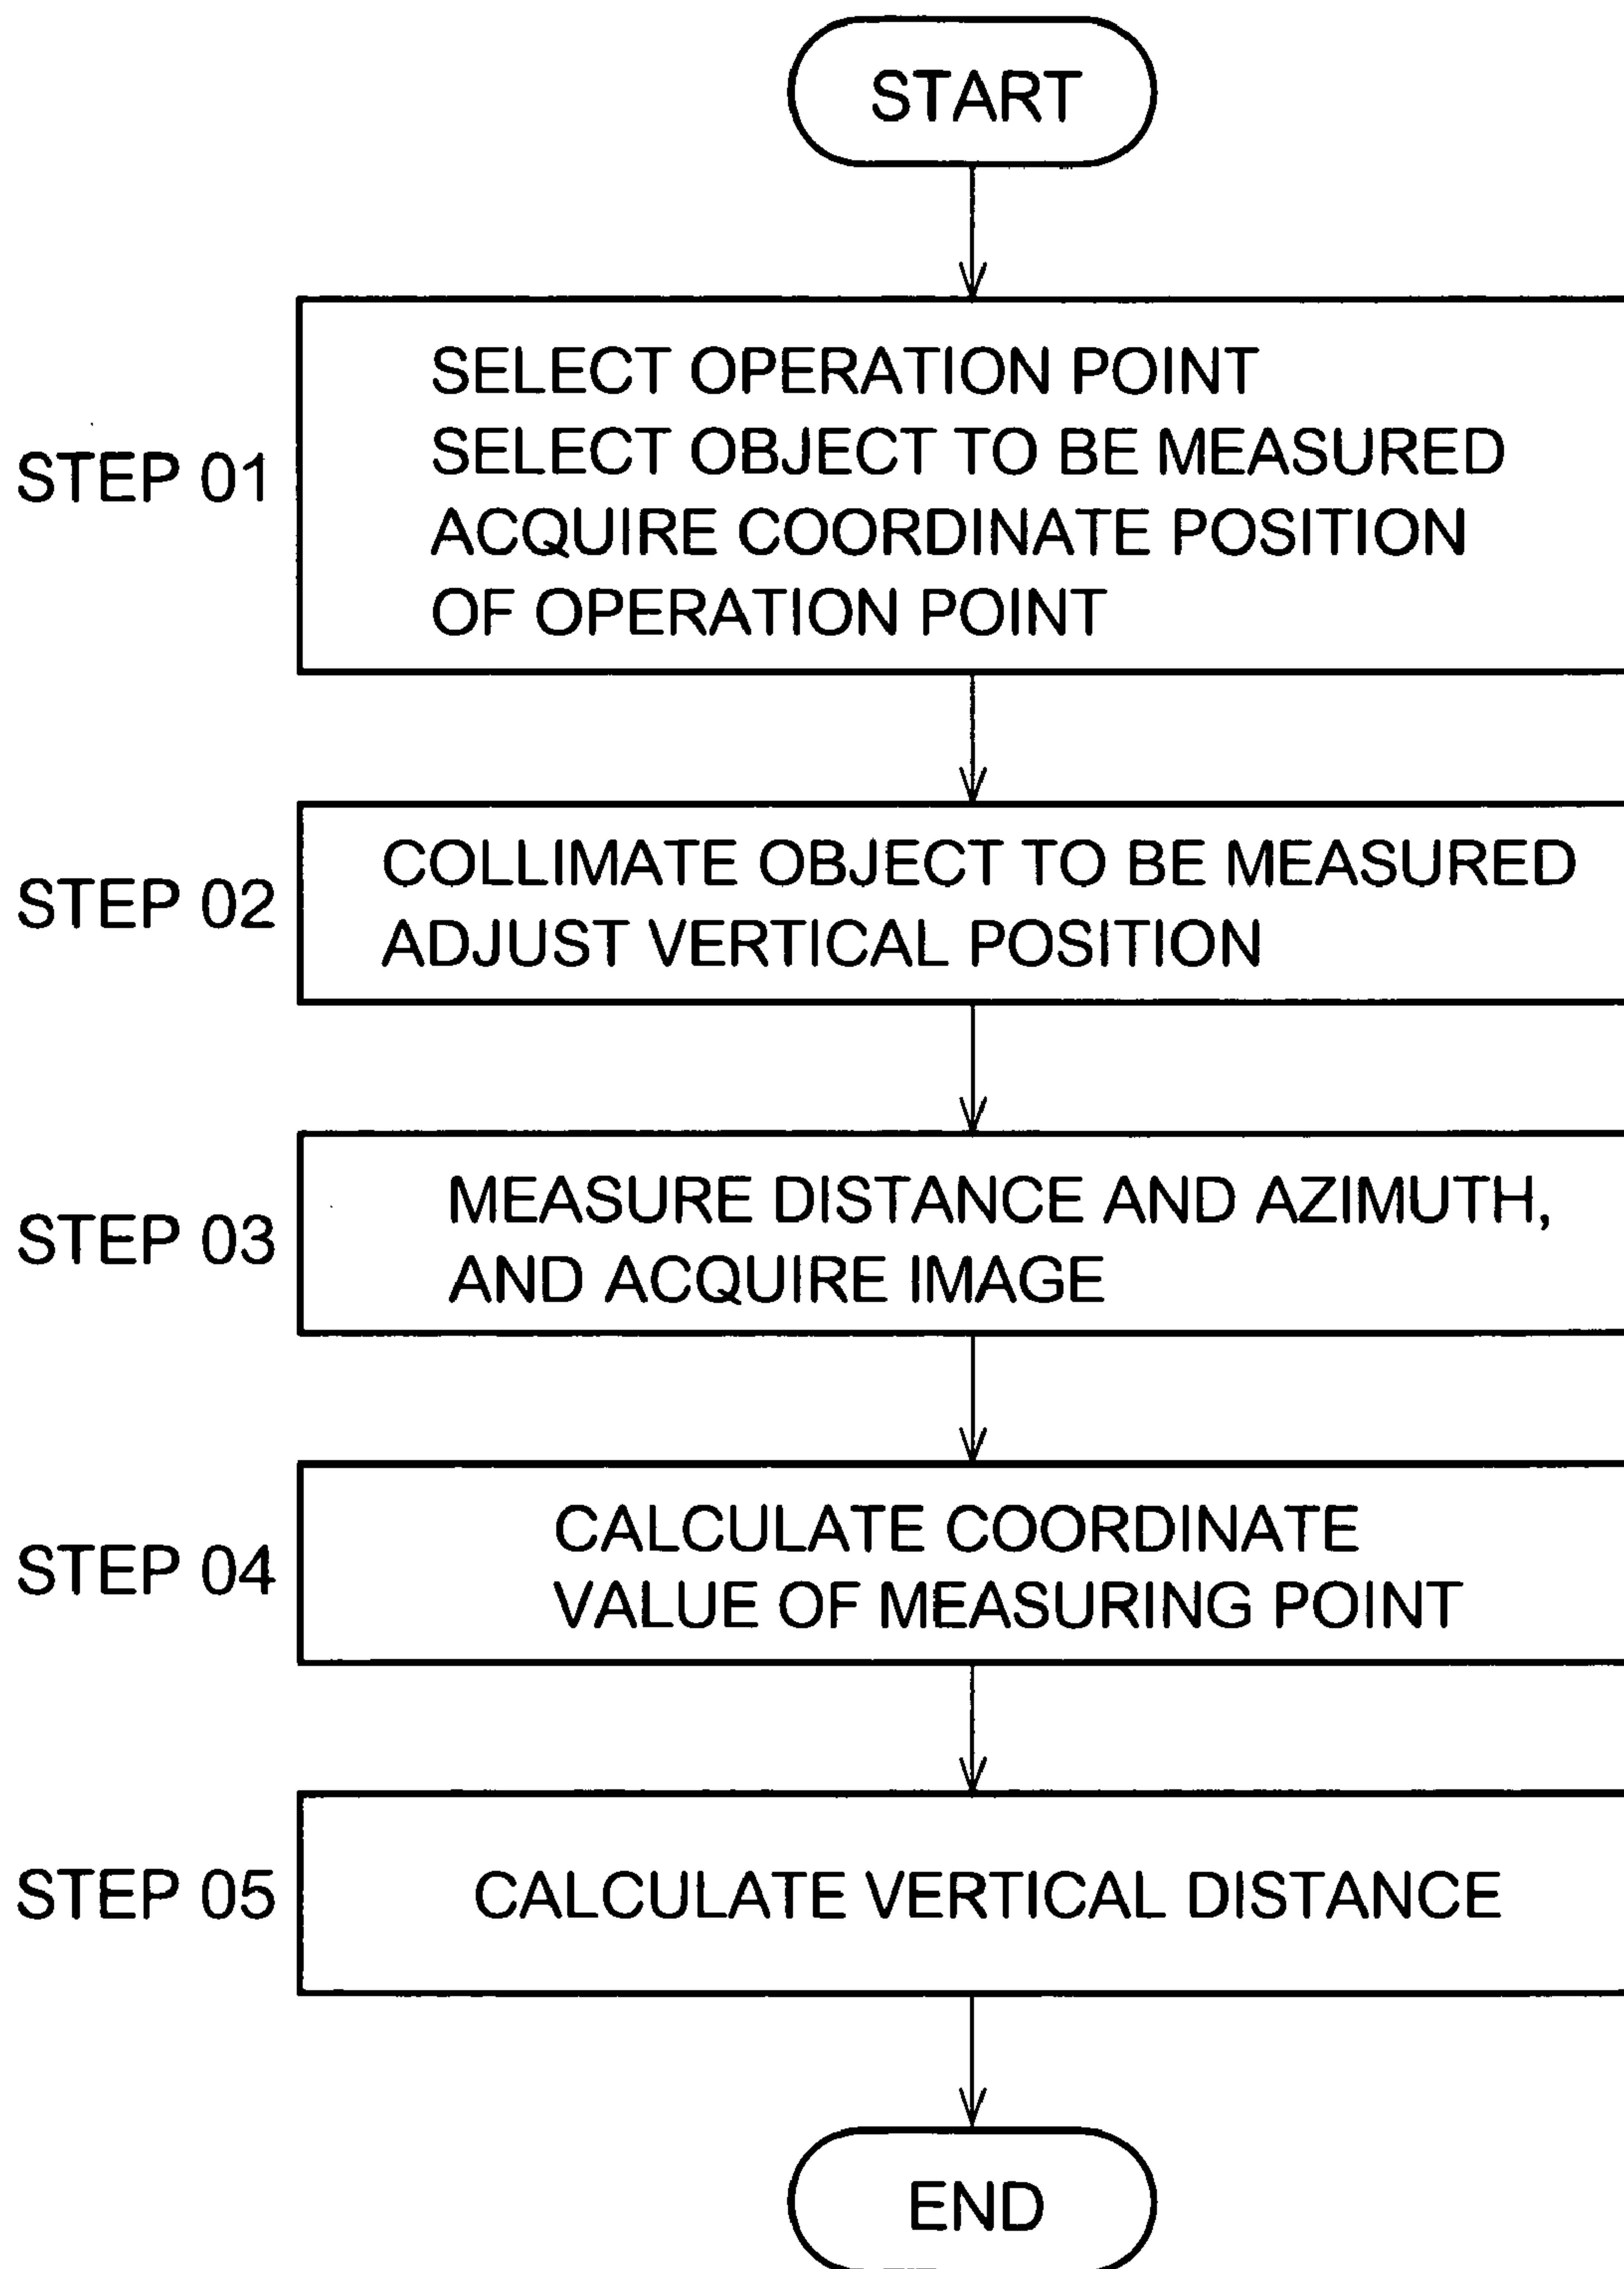 START
STEP 01
SELECT OPERATION POINT
SELECT OBJECT TO BE MEASURED
ACQUIRE COORDINATE POSITION
OF OPERATION POINT
STEP 02
COLLIMATE OBJECT TO BE MEASURED
ADJUST VERTICAL POSITION
STEP 03
MEASURE DISTANCE AND AZIMUTH,
AND ACQUIRE IMAGE
STEP 04
CALCULATE COORDINATE
VALUE OF MEASURING POINT
STEP 05
CALCULATE VERTICAL DISTANCE
END